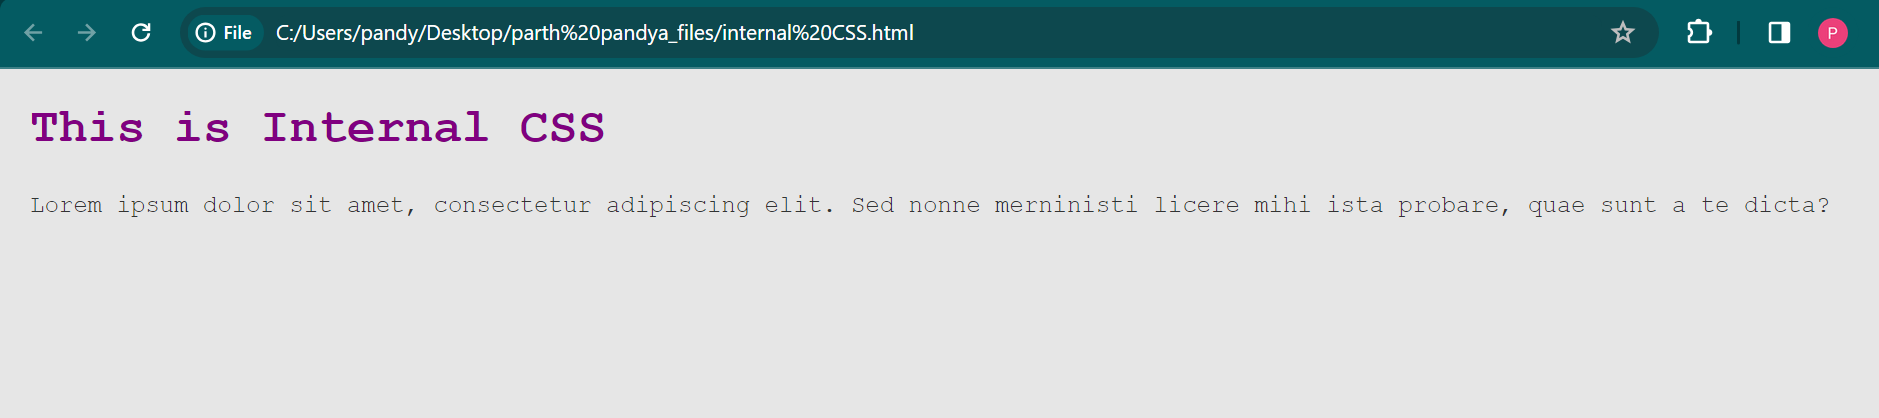 File C:/Users/pandy/Desktop/parth%20pandya_files/internal%20CSS.html P
This is Internal CSS
Lorem ipsum dolor sit amet, consectetur adipiscing elit. Sed nonne merninisti licere mihi ista probare, quae sunt a te dicta?